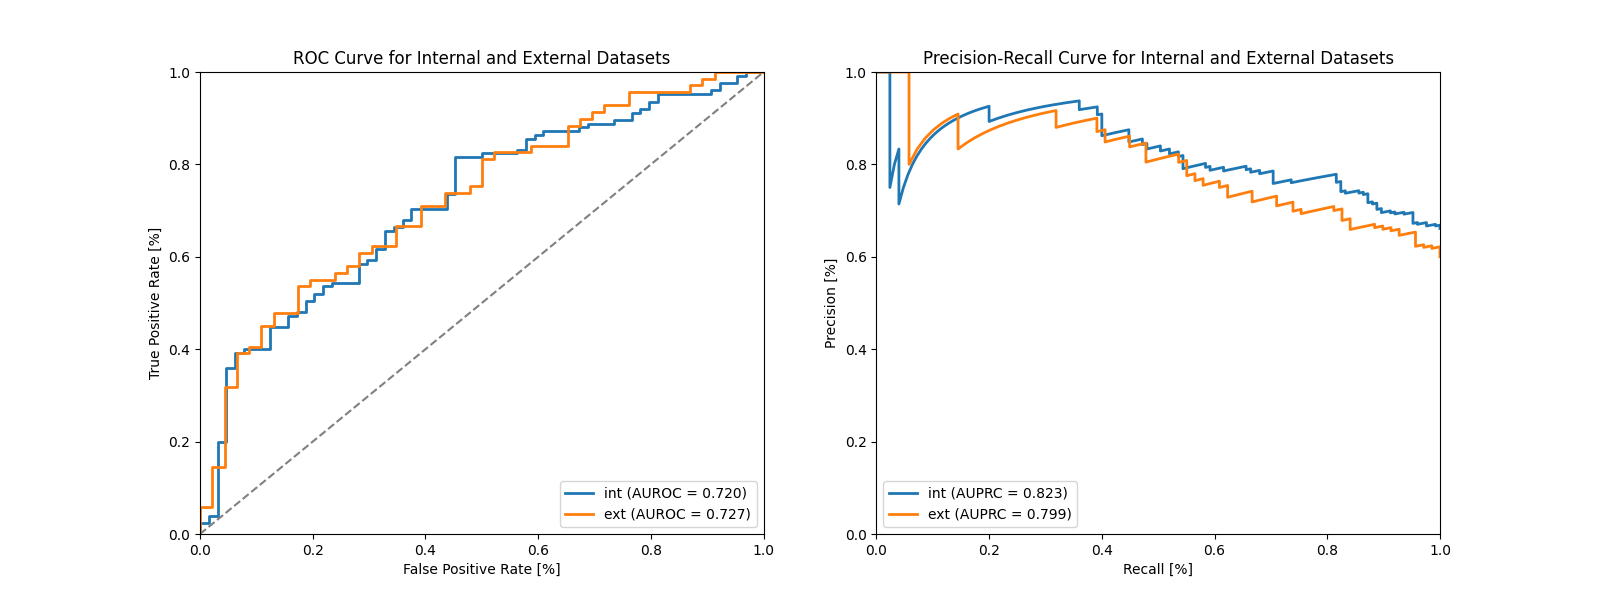 ROC Curve for Internal and External Datasets
True Positive Rate [%]
1.0
0.8
0.6
0.4
0.2
0.0
int (AUROC = 0.720)
ext (AUROC = 0.727)
0.0 0.2 0.4 0.6 0.8 1.0
False Positive Rate [%]
Precision-Recall Curve for Internal and External Datasets
Precision [%]
1.0
0.8
0.6
0.4
0.2
0.0
int (AUPRC = 0.823)
ext (AUPRC = 0.799)
0.0 0.2 0.4 0.6 0.8 1.0
Recall [%]